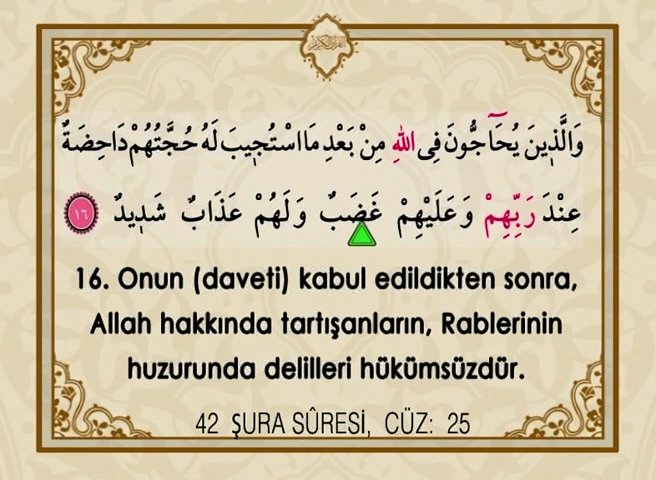 وَالَّذ۪ينَ يُحَٓاجُّونَ فِي اللّٰهِ مِنْ بَعْدِ مَا اسْتُج۪يبَ لَهُ حُجَّتُهُمْ دَاحِضَةٌ
عِنْدَ رَبِّهِمْ وَعَلَيْهِمْ غَضَبٌ وَلَهُمْ عَذَابٌ شَد۪يدٌ ١٦
16. Onun (daveti) kabul edildikten sonra,
Allah hakkında tartışanların, Rablerinin
huzurunda delilleri hükümsüzdür.
42 ŞURA SÛRESİ, CÜZ: 25